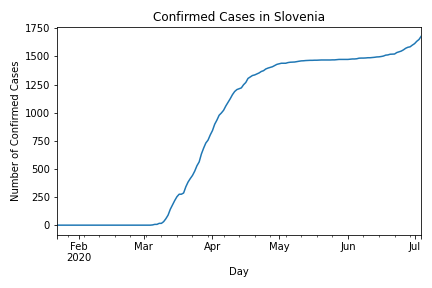 Confirmed Cases in Slovenia
Number of Confirmed Cases
1750
1500
1250
1000
750
500
250
0
Feb Mar Apr May Jun Jul
2020
Day